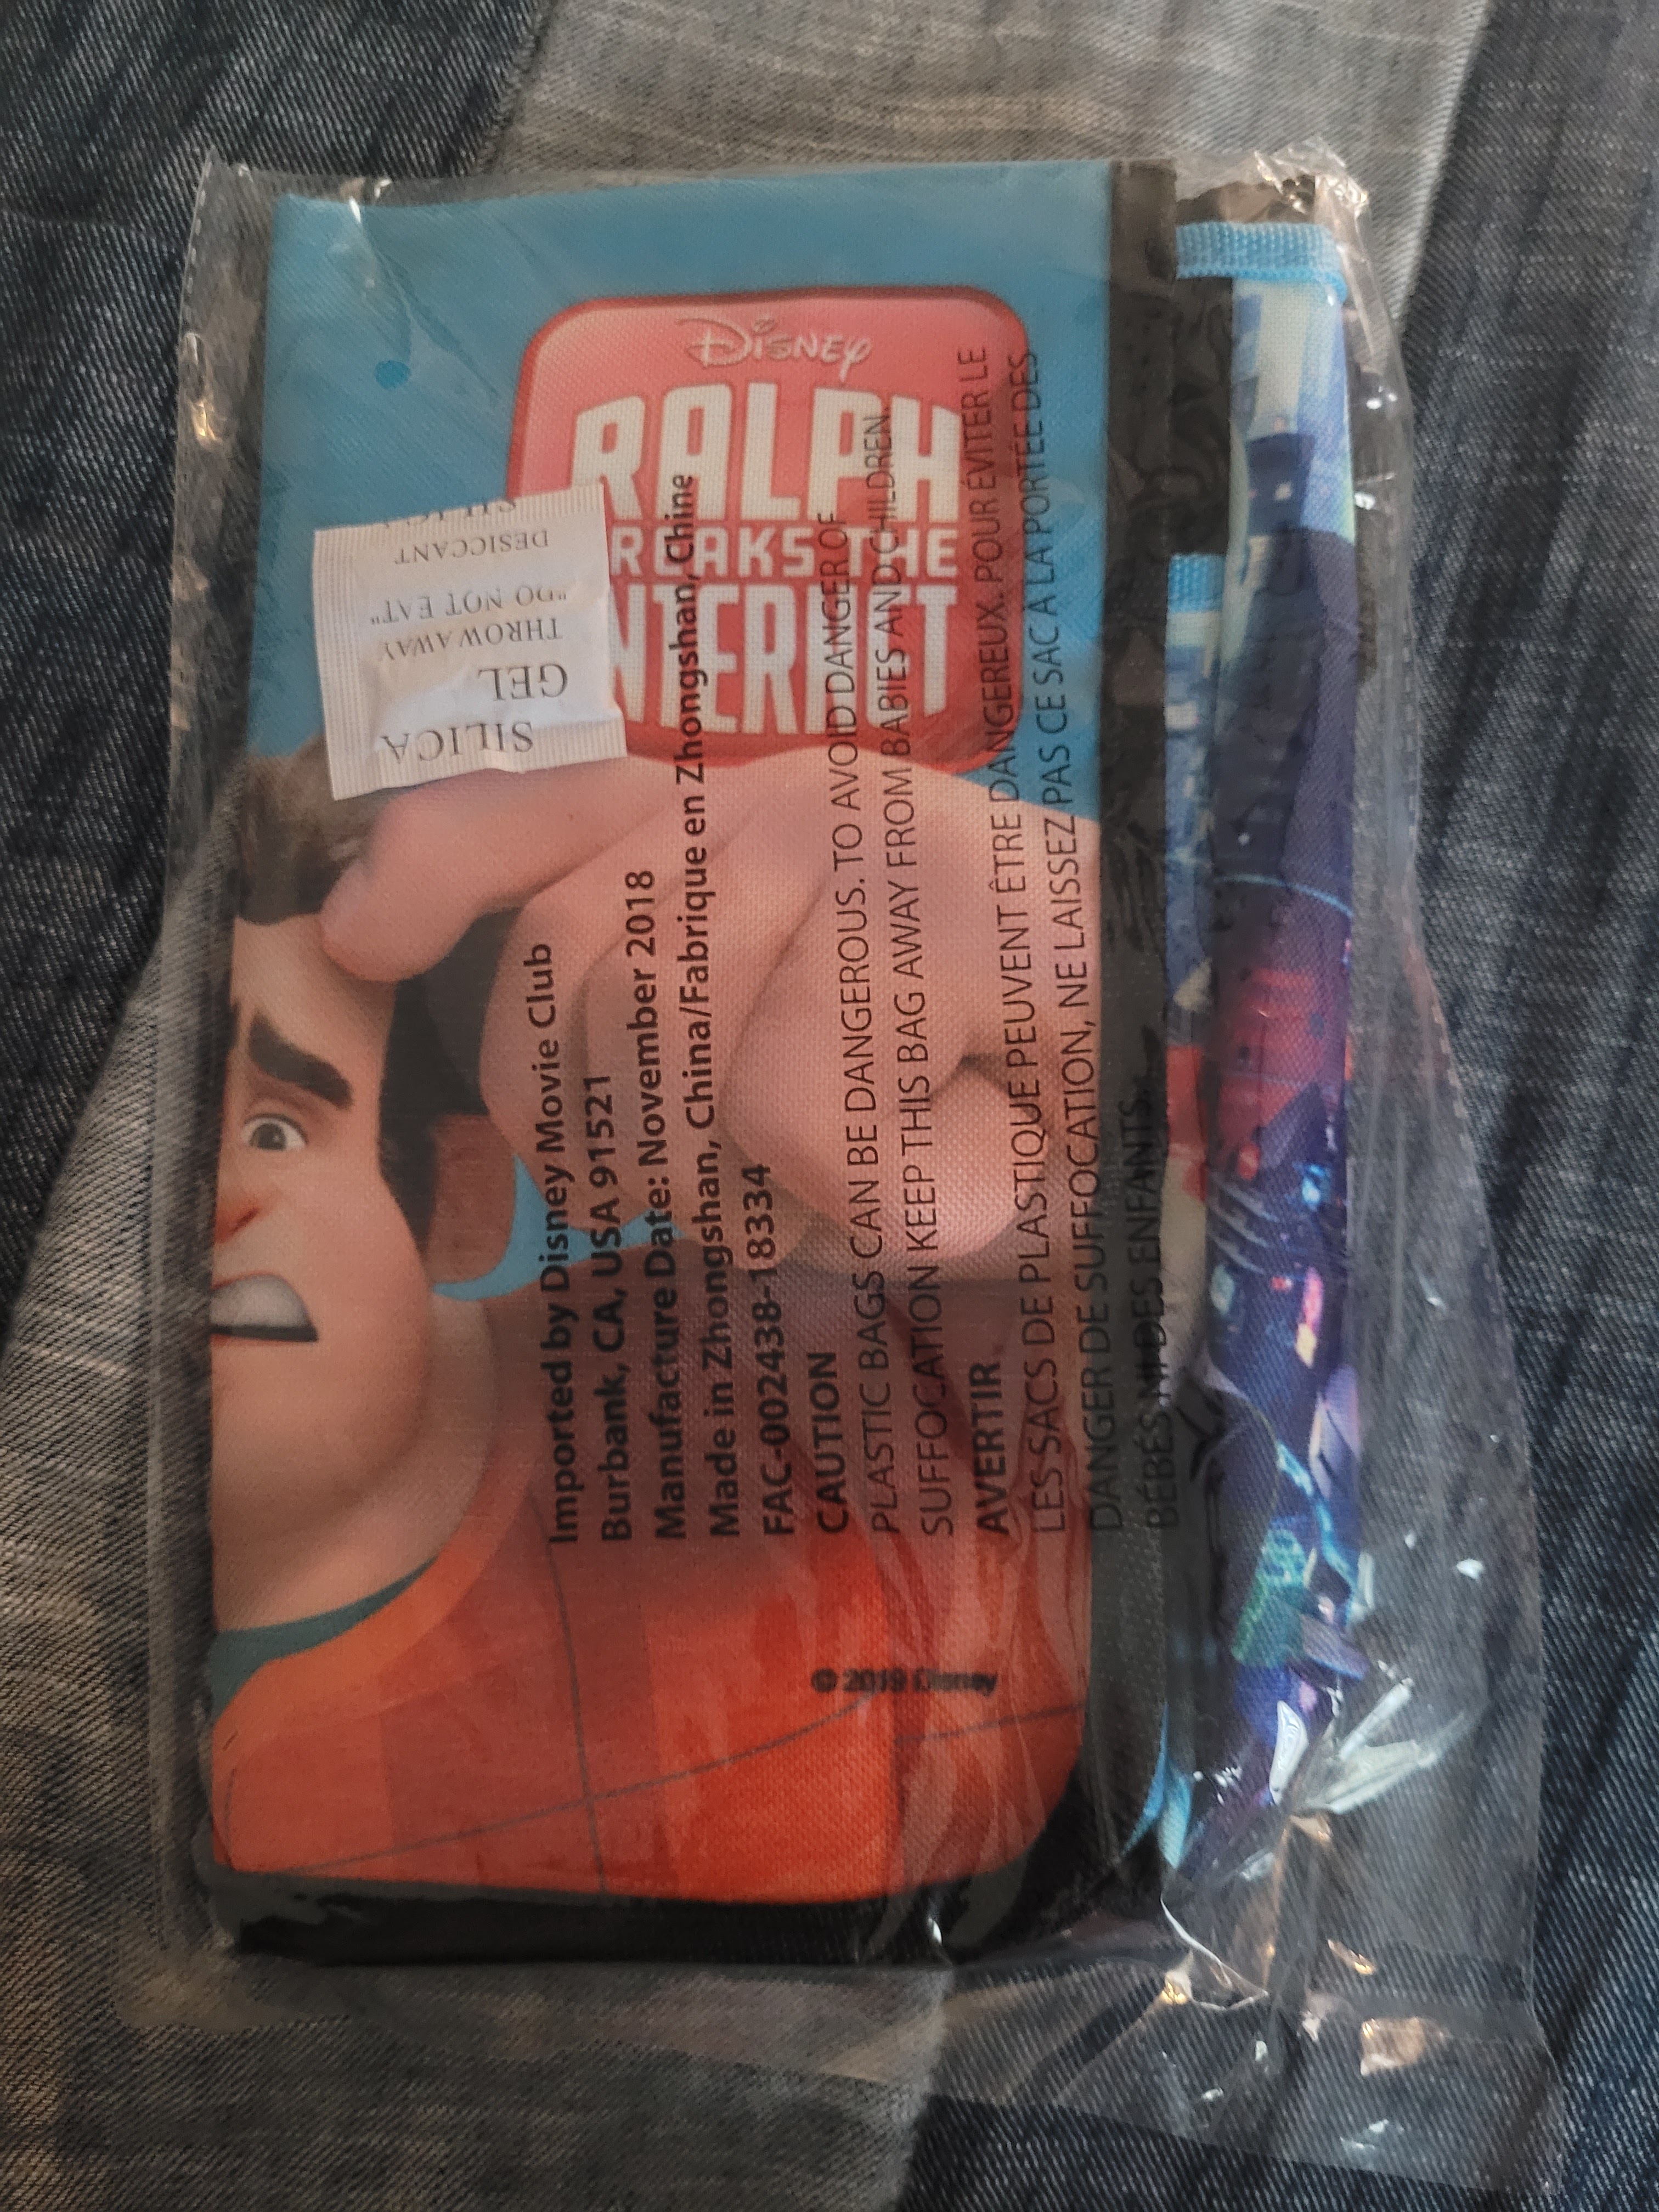 Disney
RALPH
BREAKS THE
INTERNET
SILICA
GEL
THROW AWAY
"DO NOT EAT"
DESICCANT
SILICA
Imported by Disney Movie Club
Burbank, CA, USA 91521
Manufacture Date: November 2018
Made in Zhongshan, China/Fabrique en Zhongshan, Chine
FAC-002438-18334
CAUTION
PLASTIC BAGS CAN BE DANGEROUS. TO AVOID DANGER OF
SUFFOCATION KEEP THIS BAG AWAY FROM BABIES AND CHILDREN.
AVERTIR
LES SACS DE PLASTIQUE PEUVENT ÊTRE DANGEREUX. POUR ÉVITER LE
DANGER DE SUFFOCATION, NE LAISSEZ PAS CE SAC A LA PORTÉE DES
BÉBÉS NI DES ENFANTS.
© 2019 Disney